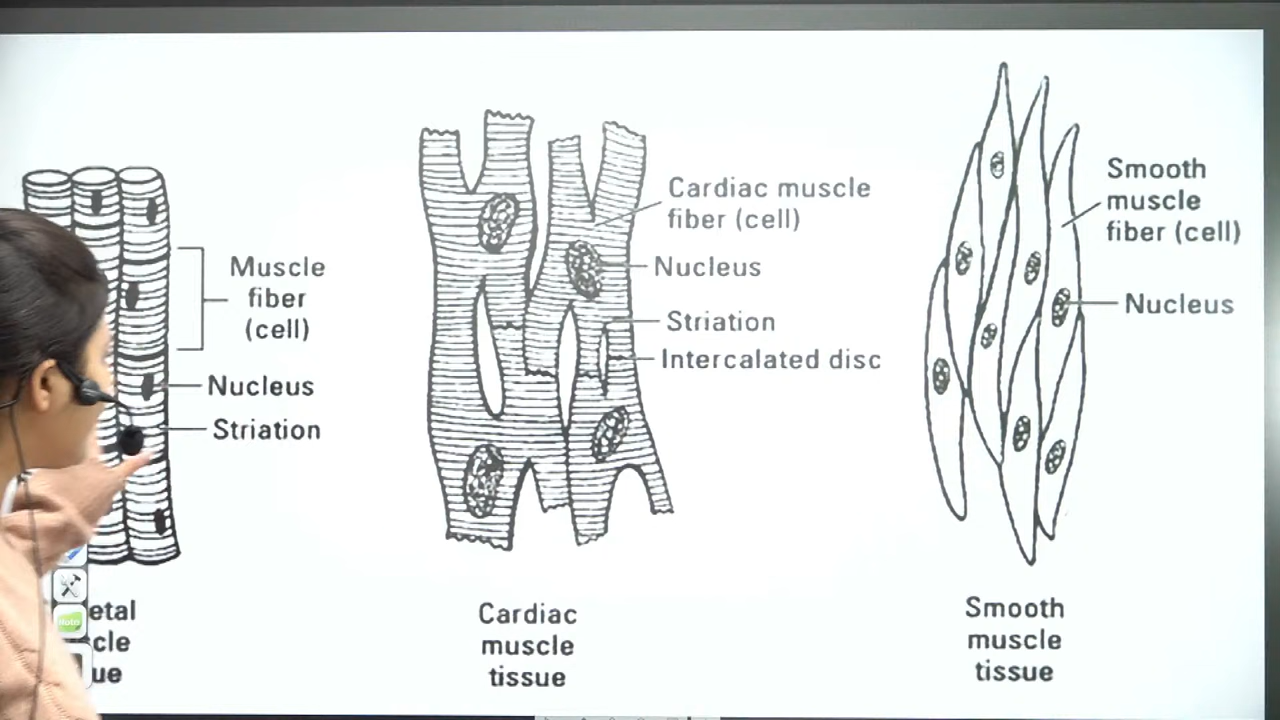 Muscle
fiber
(cell)
Nucleus
Striation
etal
cle
ue
Cardiac muscle
fiber (cell)
Nucleus
Striation
Intercalated disc
Cardiac
muscle
tissue
Smooth
muscle
fiber (cell)
Nucleus
Smooth
muscle
tissue